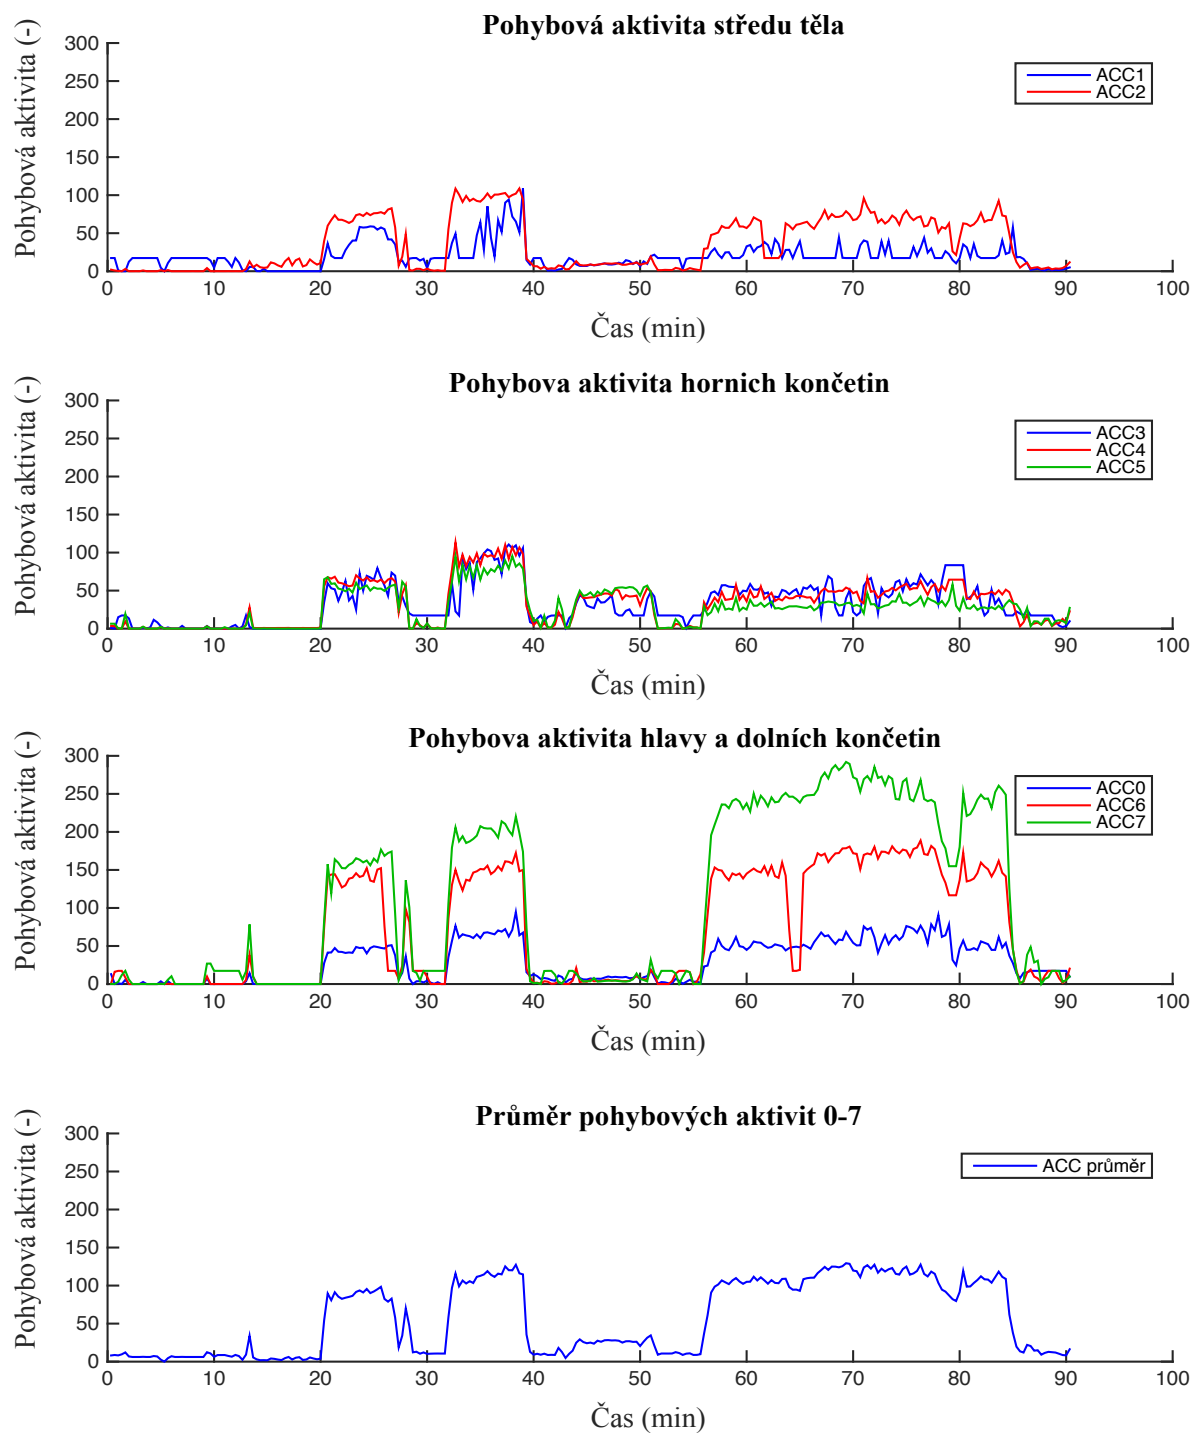 Pohybová aktivita středu těla
Pohybová aktivita (-)
300
250
200
150
100
50
0
ACC1
ACC2
0 10 20 30 40 50 60 70 80 90 100
Čas (min)
Pohybova aktivita hornich končetin
Pohybová aktivita (-)
300
250
200
150
100
50
0
ACC3
ACC4
ACC5
0 10 20 30 40 50 60 70 80 90 100
Čas (min)
Pohybova aktivita hlavy a dolních končetin
Pohybová aktivita (-)
300
250
200
150
100
50
0
ACC0
ACC6
ACC7
0 10 20 30 40 50 60 70 80 90 100
Čas (min)
Průměr pohybových aktivit 0-7
Pohybová aktivita (-)
300
250
200
150
100
50
0
ACC průměr
0 10 20 30 40 50 60 70 80 90 100
Čas (min)